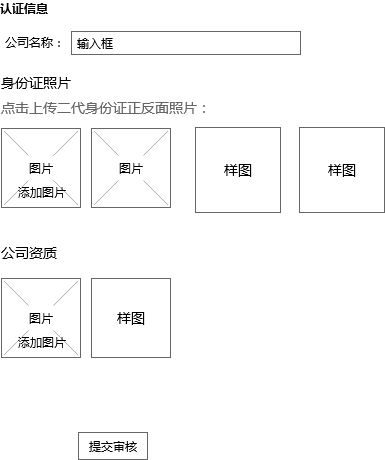 认证信息
公司名称： 输入框
身份证照片
点击上传二代身份证正反面照片：
图片 图片 样图 样图
添加图片
公司资质
图片 样图
添加图片
提交审核